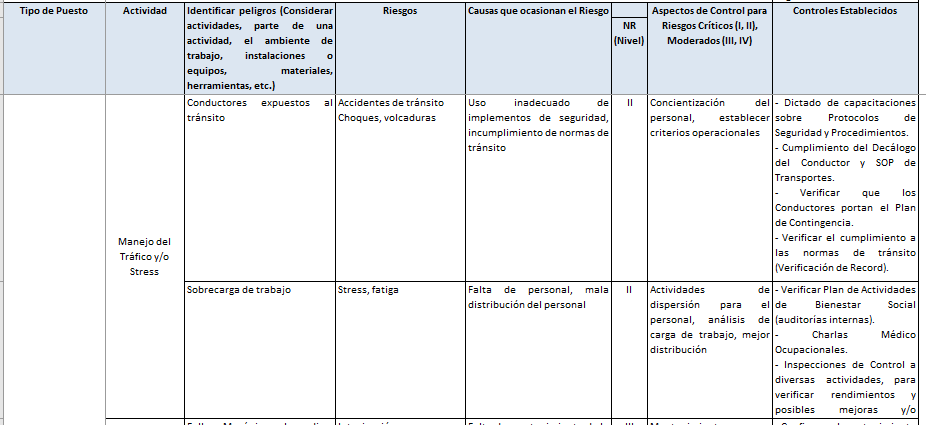 Tipo de Puesto
Actividad
Identificar peligros (Considerar
actividades, parte de una
actividad, el ambiente de
trabajo, instalaciones o
equipos, materiales,
herramientas, etc.)
Riesgos
Causas que ocasionan el Riesgo
NR
(Nivel)
Aspectos de Control para
Riesgos Críticos (I, II),
Moderados (III, IV)
Controles Establecidos
Manejo del
Tráfico y/o
Stress
Conductores expuestos al
tránsito
Accidentes de tránsito
Choques, volcaduras
Uso inadecuado de
implementos de seguridad,
incumplimiento de normas de
tránsito
II
Concientización del
personal, establecer
criterios operacionales
- Dictado de capacitaciones
sobre Protocolos de
Seguridad y Procedimientos.
- Cumplimiento del Decálogo
del Conductor y SOP de
Transportes.
- Verificar que los
Conductores portan el Plan
de Contingencia.
- Verificar el cumplimiento a
las normas de tránsito
(Verificación de Record).
Sobrecarga de trabajo
Stress, fatiga
Falta de personal, mala
distribución del personal
II
Actividades de
dispersión para el
personal, análisis de
carga de trabajo, mejor
distribución
- Verificar Plan de Actividades
de Bienestar Social
(auditorías internas).
- Charlas Médico
Ocupacionales.
- Inspecciones de Control a
diversas actividades, para
verificar rendimientos y
posibles mejoras y/o